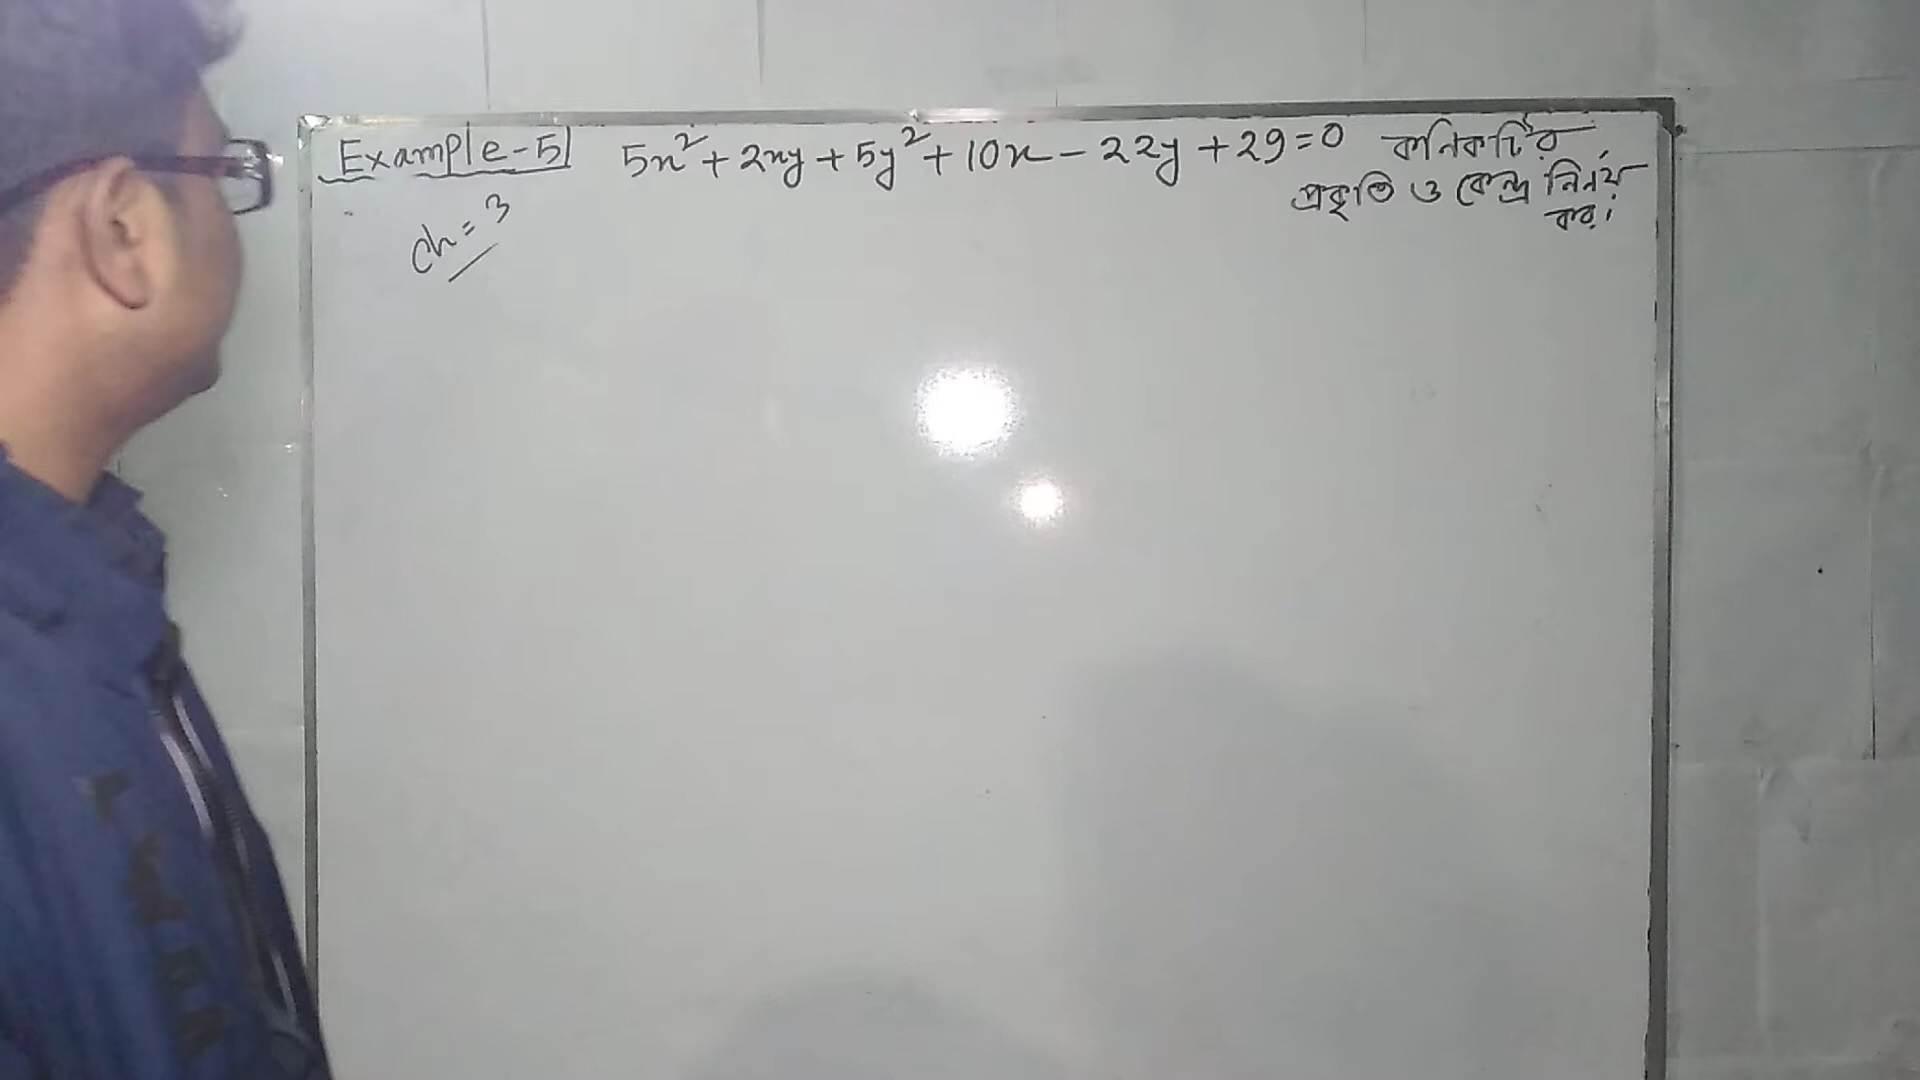 Example-5 5x²+2xy+5y²+10x-22y+29=0 কনিকটির
প্রকৃতি ও কেন্দ্র নির্ণয়
কর।
ch=3